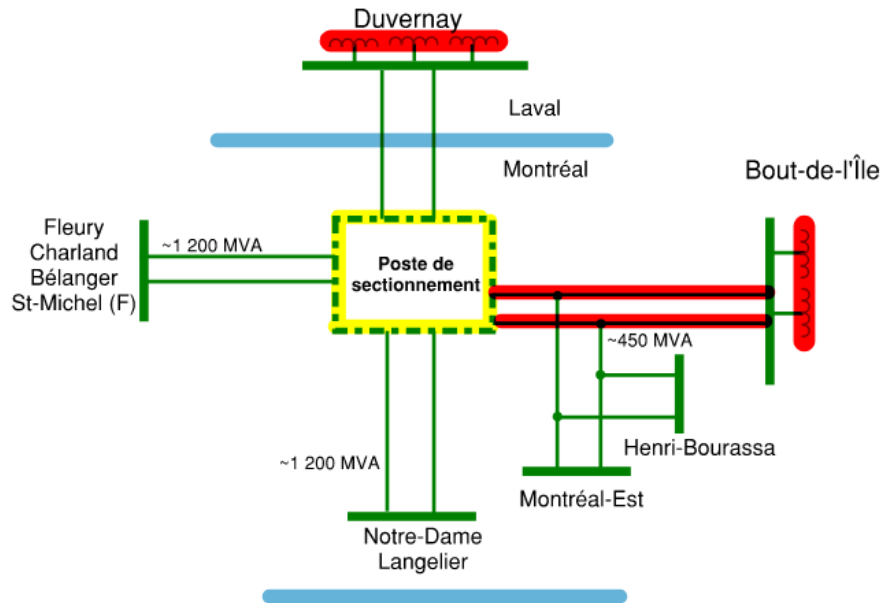 Duvernay
Laval
Montréal
Bout-de-l'Île
Fleury
Charland
Bélanger
St-Michel (F)
~1 200 MVA
Poste de
sectionnement
~450 MVA
Henri-Bourassa
~1 200 MVA
Montréal-Est
Notre-Dame
Langelier